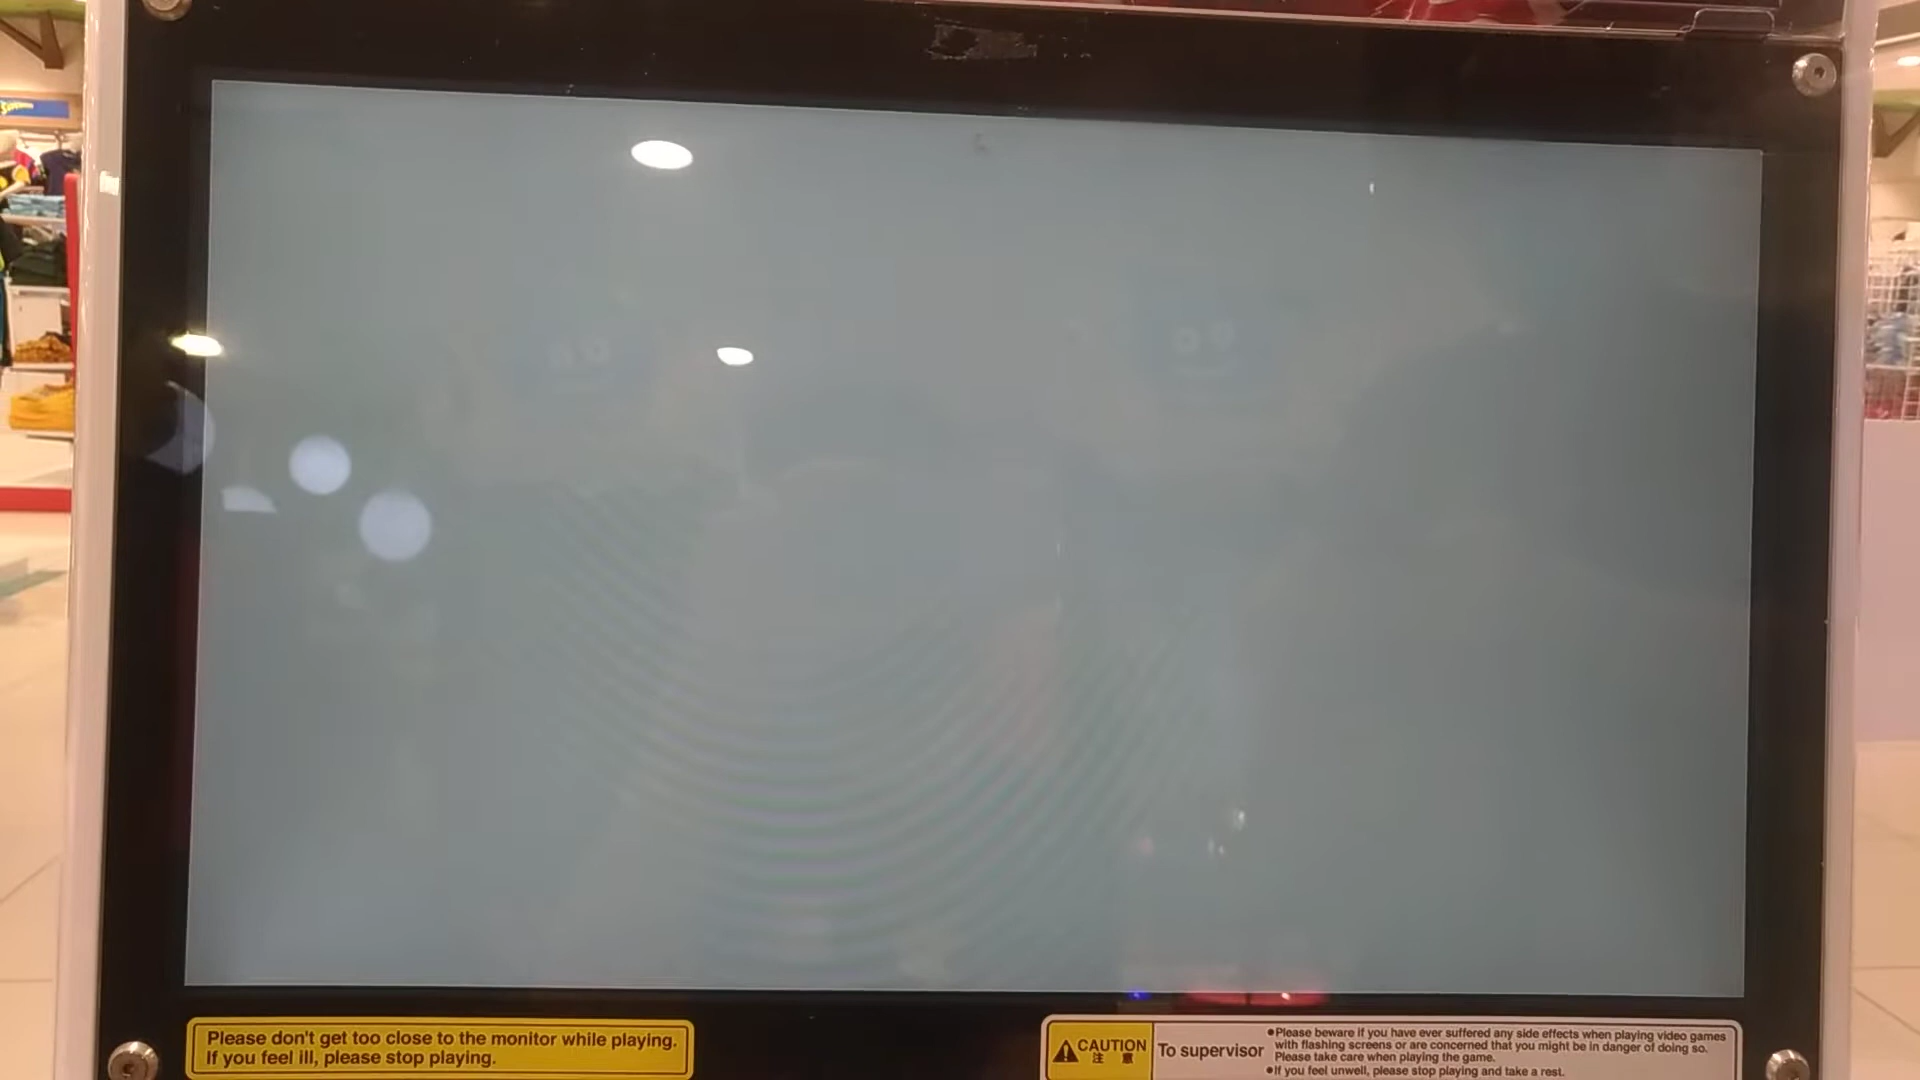 Please don't get too close to the monitor while playing.
If you feel ill, please stop playing.
CAUTION
注 意
To supervisor
•Please beware if you have ever suffered any side effects when playing video games
with flashing screens or are concerned that you might be in danger of doing so.
Please take care when playing the game.
•If you feel unwell, please stop playing and take a rest.